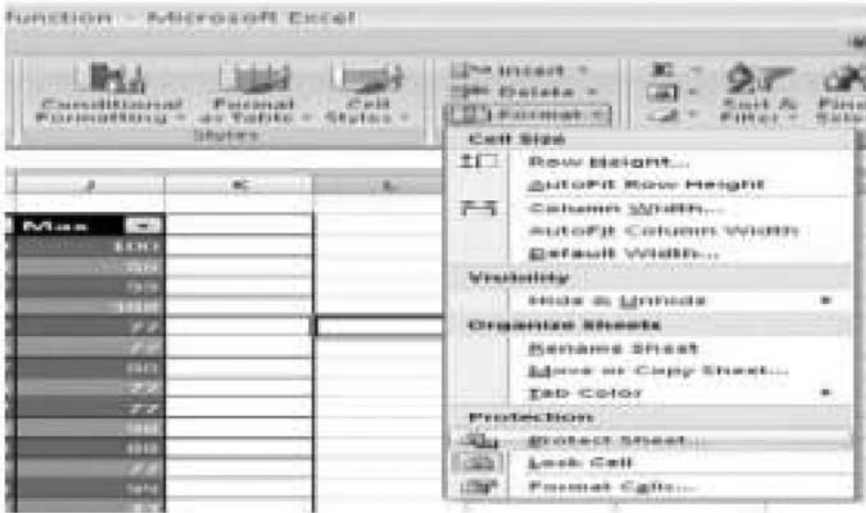 function - Microsoft Excel
Conditional Formatting
Format as Table
Cell Styles
Styles
Insert
Delete
Format
Sort & Filter
Cell Size
Row Height...
AutoFit Row Height
Column Width...
AutoFit Column Width
Default Width...
Visibility
Hide & Unhide
Organize Sheets
Rename Sheet
Move or Copy Sheet...
Tab Color
Protection
Protect Sheet...
Lock Cell
Format Cells...
J K L
Max
100
77
77
77